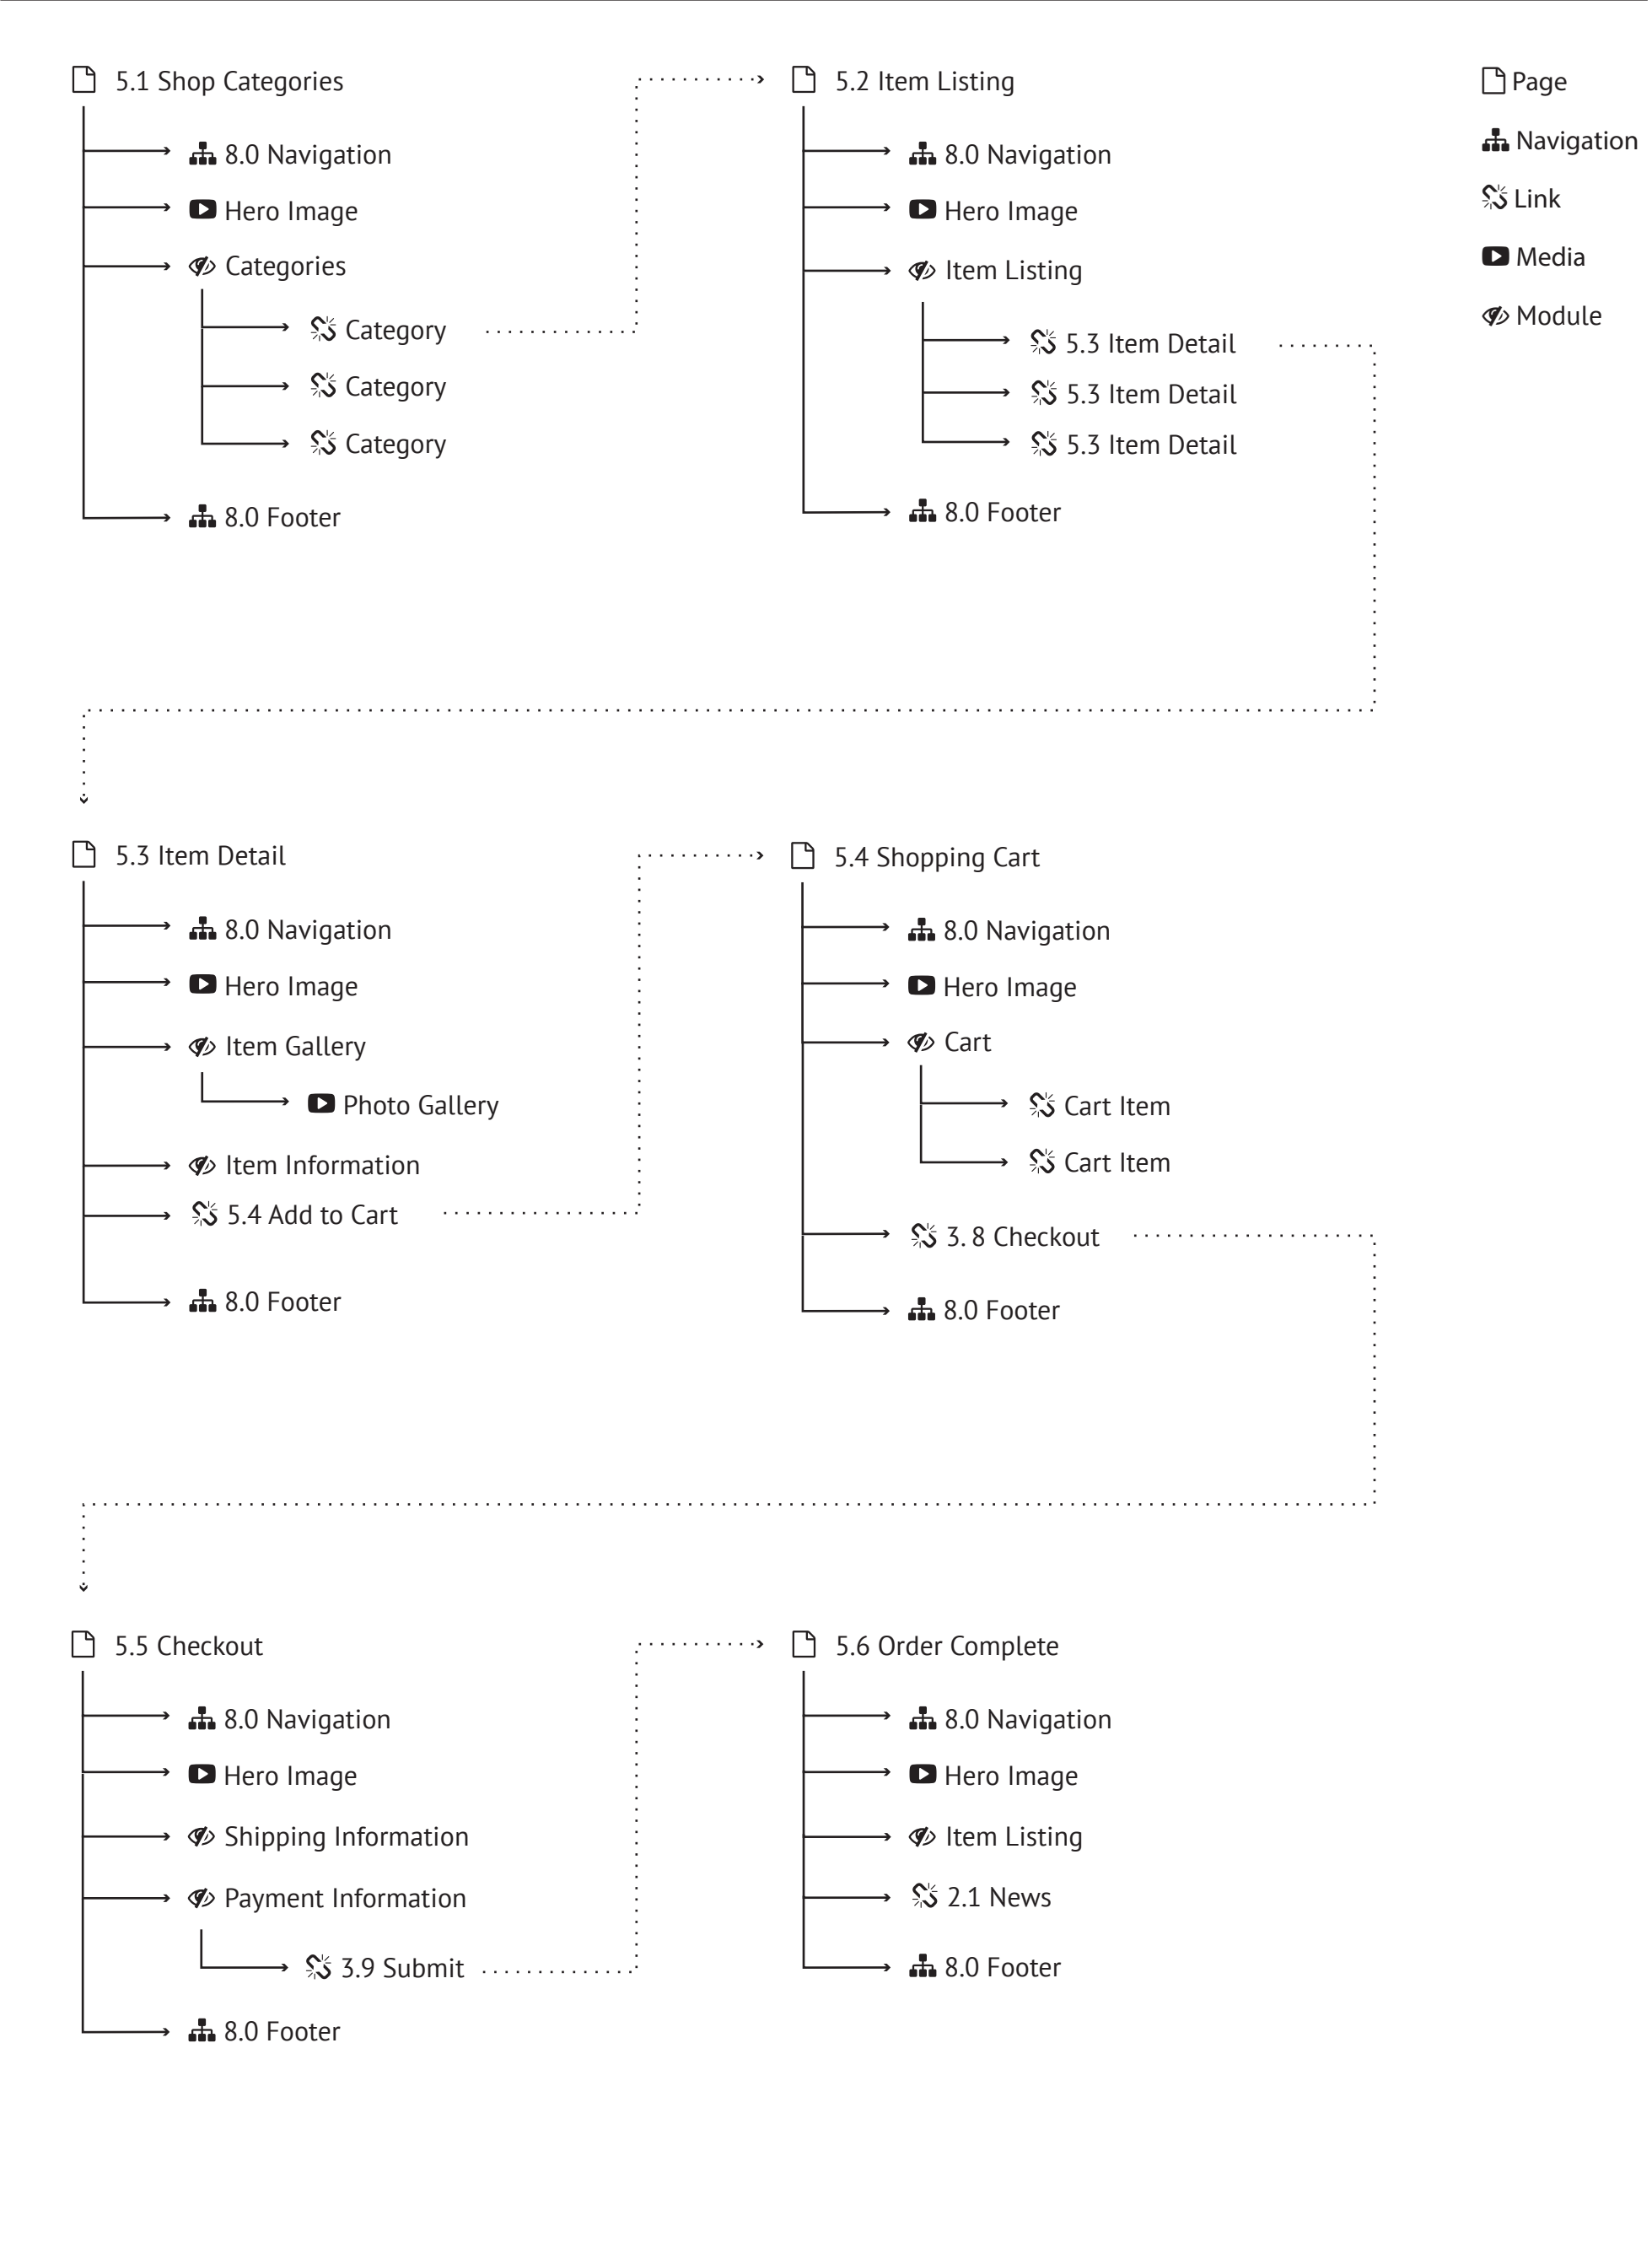 5.1 Shop Categories
8.0 Navigation
Hero Image
Categories
Category
Category
Category
8.0 Footer
5.2 Item Listing
8.0 Navigation
Hero Image
Item Listing
5.3 Item Detail
5.3 Item Detail
5.3 Item Detail
8.0 Footer
Page
Navigation
Link
Media
Module
5.3 Item Detail
8.0 Navigation
Hero Image
Item Gallery
Photo Gallery
Item Information
5.4 Add to Cart
8.0 Footer
5.4 Shopping Cart
8.0 Navigation
Hero Image
Cart
Cart Item
Cart Item
3. 8 Checkout
8.0 Footer
5.5 Checkout
8.0 Navigation
Hero Image
Shipping Information
Payment Information
3.9 Submit
8.0 Footer
5.6 Order Complete
8.0 Navigation
Hero Image
Item Listing
2.1 News
8.0 Footer